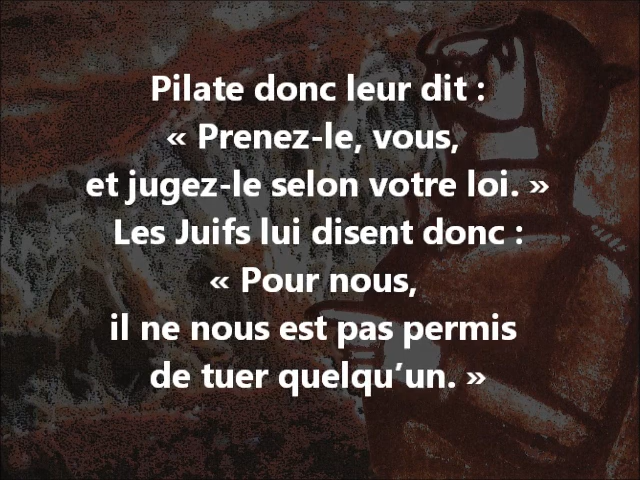 Pilate donc leur dit :
« Prenez-le, vous,
et jugez-le selon votre loi. »
Les Juifs lui disent donc :
« Pour nous,
il ne nous est pas permis
de tuer quelqu’un. »